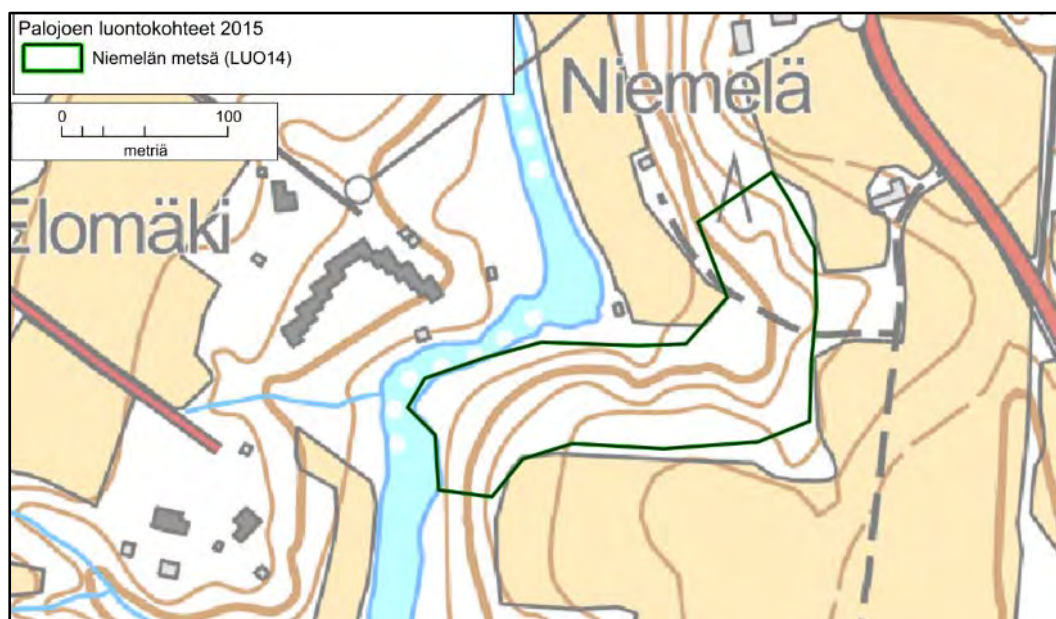 Palojoen luontokohteet 2015
Niemelän metsä (LUO14)
0 100
metriä
Niemelä
Elomäki